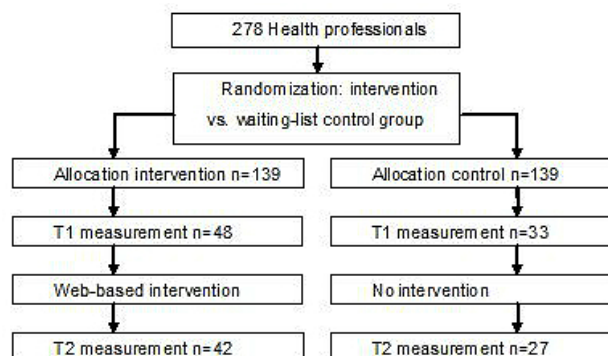 278 Health professionals
Randomization: intervention
vs. waiting-list control group
Allocation intervention n=139
Allocation control n=139
T1 measurement n=48
T1 measurement n=33
Web-based intervention
No intervention
T2 measurement n=42
T2 measurement n=27